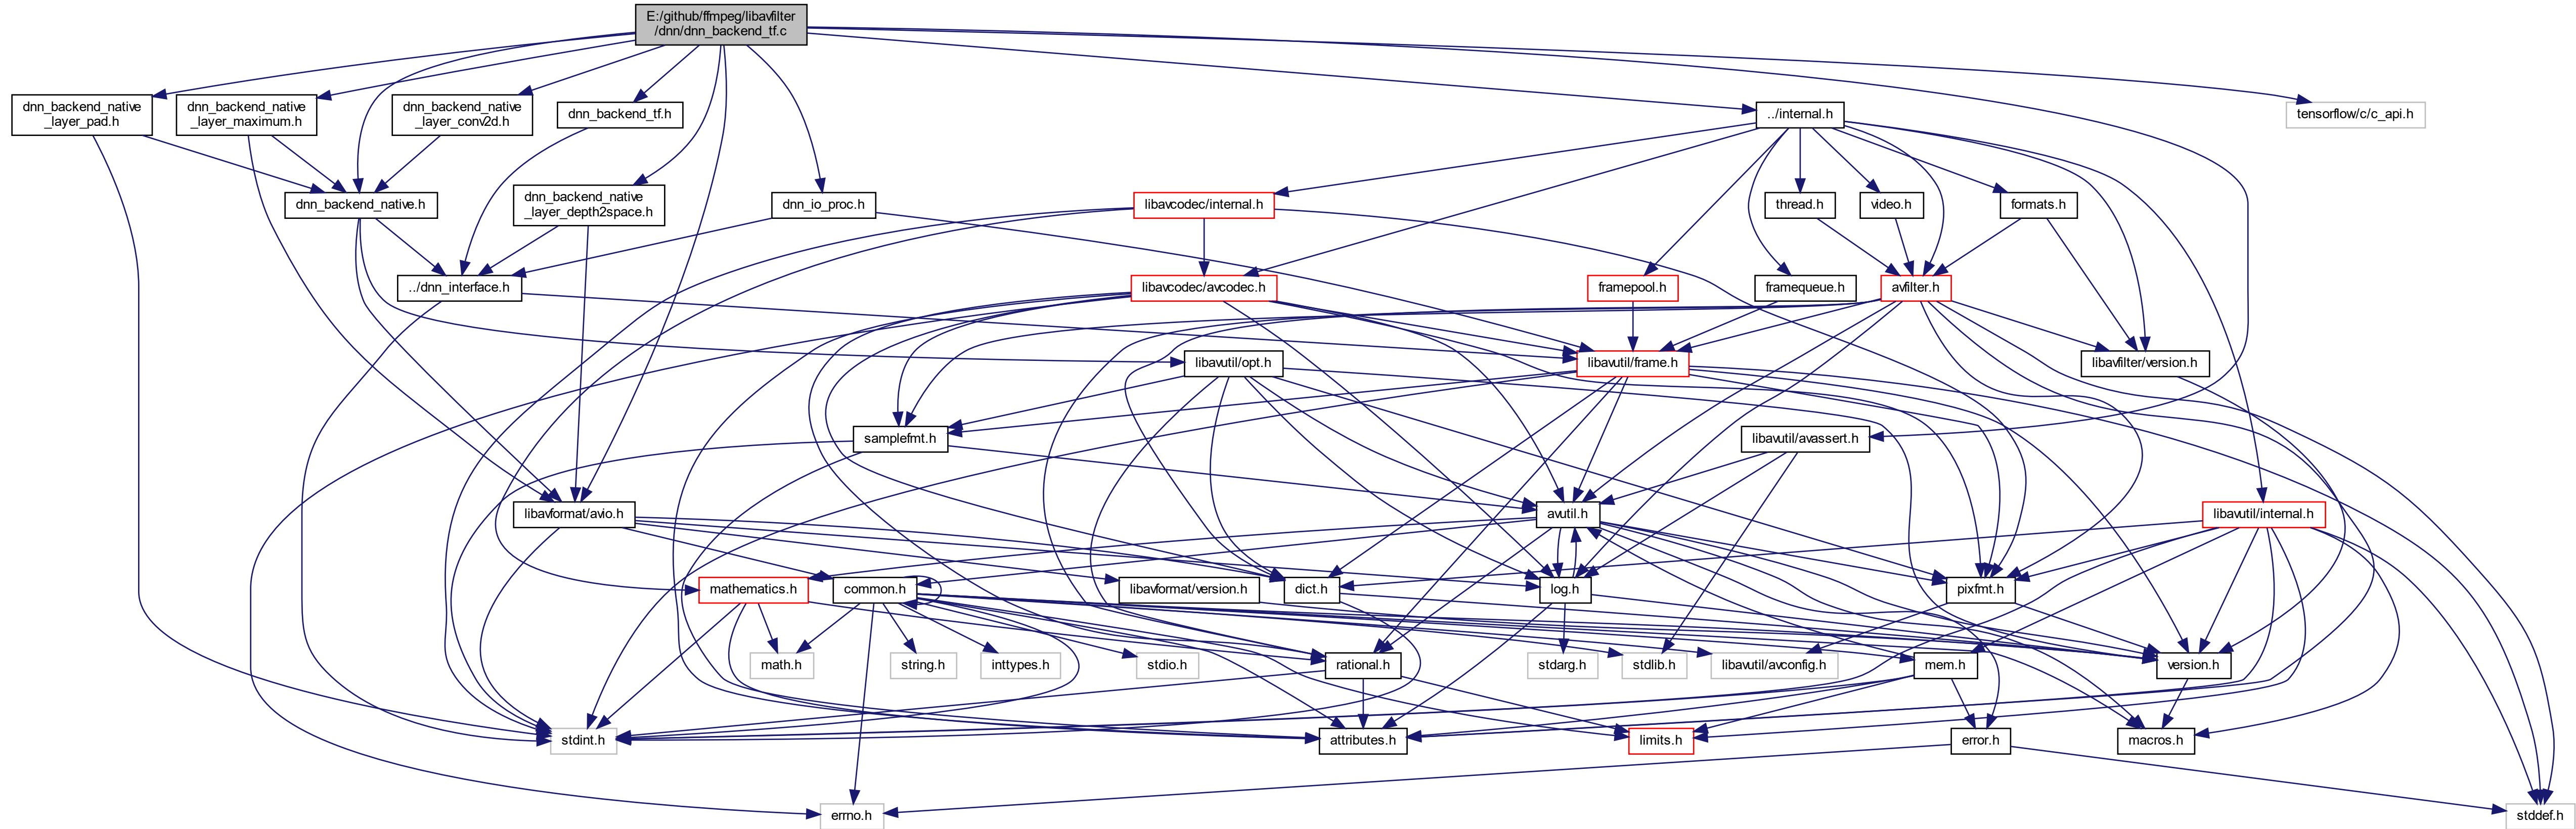 E:/github/ffmpeg/libavfilter
/dnn/dnn_backend_tf.c
dnn_backend_native
_layer_pad.h
dnn_backend_native
_layer_maximum.h
dnn_backend_native
_layer_conv2d.h
dnn_backend_tf.h
../internal.h
tensorflow/c/c_api.h
dnn_backend_native.h
dnn_backend_native
_layer_depth2space.h
dnn_io_proc.h
libavcodec/internal.h
thread.h
video.h
formats.h
../dnn_interface.h
libavcodec/avcodec.h
framepool.h
framequeue.h
avfilter.h
libavutil/opt.h
libavutil/frame.h
libavfilter/version.h
samplefmt.h
libavutil/avassert.h
libavformat/avio.h
avutil.h
libavutil/internal.h
mathematics.h
common.h
libavformat/version.h
dict.h
log.h
pixfmt.h
math.h
string.h
inttypes.h
stdio.h
rational.h
stdarg.h
stdlib.h
libavutil/avconfig.h
mem.h
version.h
stdint.h
attributes.h
limits.h
error.h
macros.h
errno.h
stddef.h